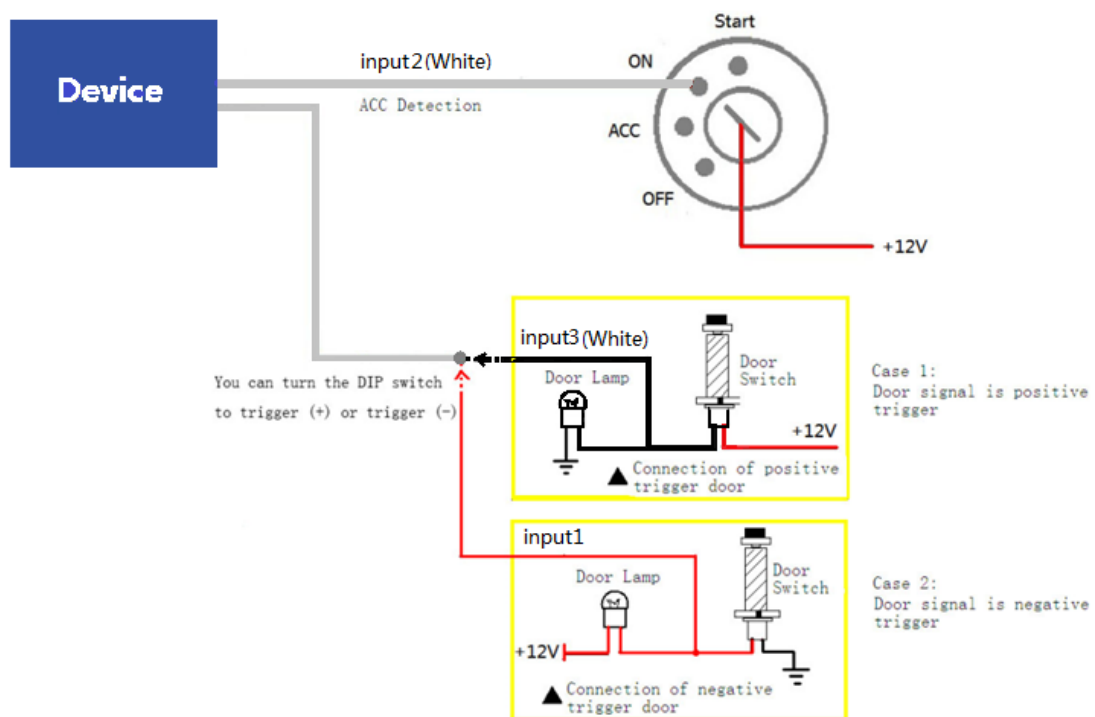 Start
input2(White)
ON
Device
ACC Detection
ACC
OFF
+12V
input3(White)
Door Lamp
Door
Switch
+12V
You can turn the DIP switch
to trigger (+) or trigger (-)
Connection of positive
trigger door
Case 1:
Door signal is positive
trigger
input1
Door Lamp
Door
Switch
+12V
Connection of negative
trigger door
Case 2:
Door signal is negative
trigger